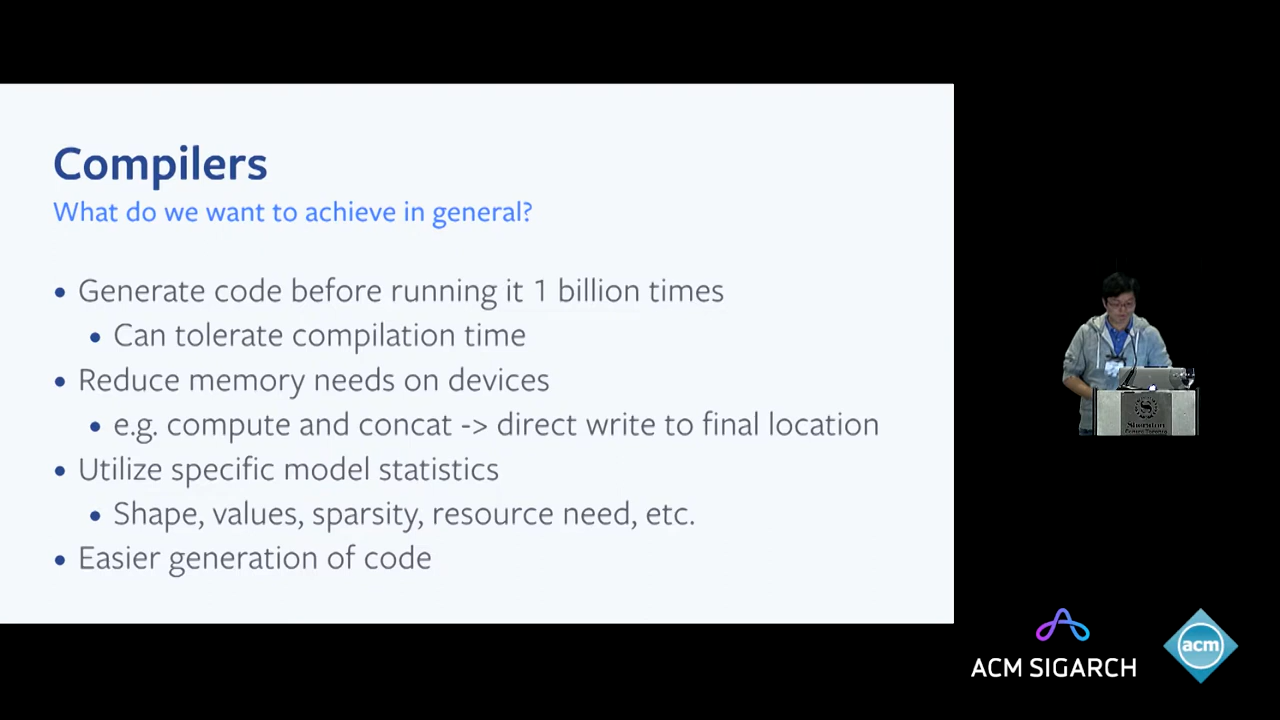 Compilers
What do we want to achieve in general?
• Generate code before running it 1 billion times
• Can tolerate compilation time
• Reduce memory needs on devices
• e.g. compute and concat -> direct write to final location
• Utilize specific model statistics
• Shape, values, sparsity, resource need, etc.
• Easier generation of code
Sheraton
ACM SIGARCH
acm